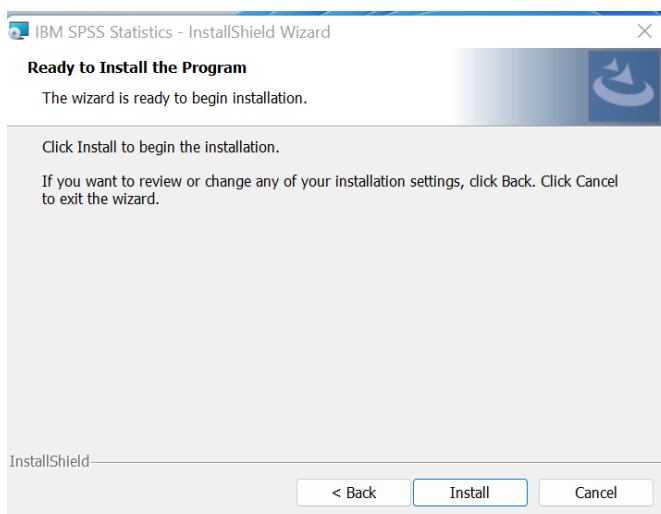 IBM SPSS Statistics - InstallShield Wizard
Ready to Install the Program
The wizard is ready to begin installation.
Click Install to begin the installation.
If you want to review or change any of your installation settings, click Back. Click Cancel
to exit the wizard.
InstallShield
< Back Install Cancel